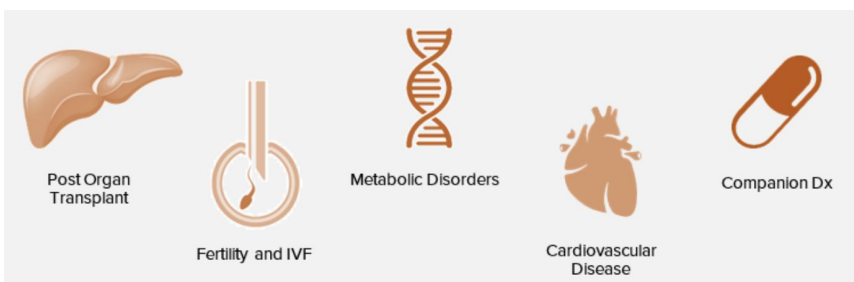 Post Organ
Transplant
Fertility and IVF
Metabolic Disorders
Cardiovascular
Disease
Companion Dx